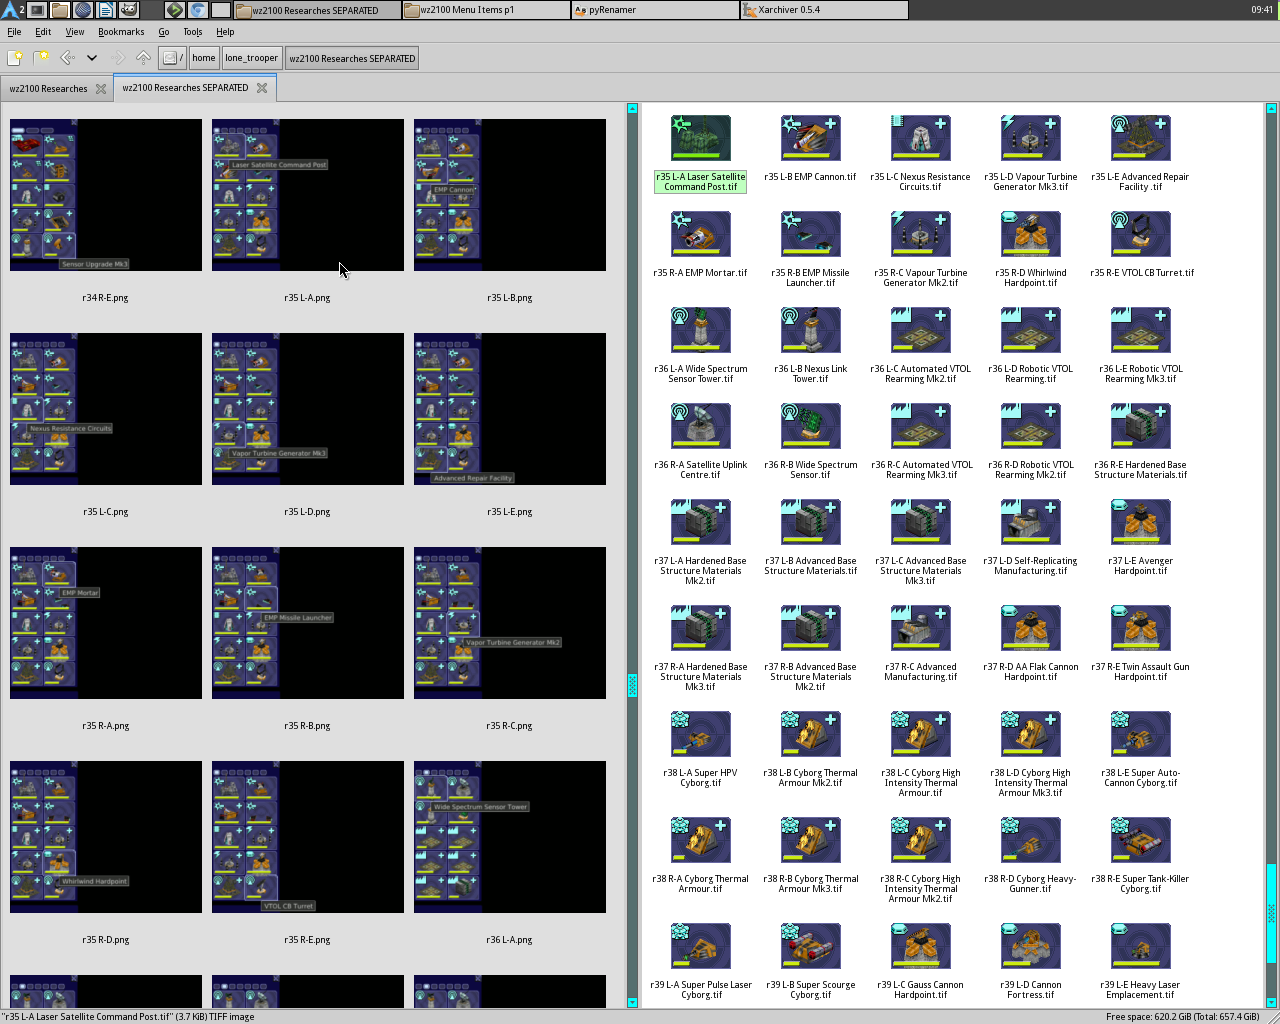 2
wz2100 Researches SEPARATED
wz2100 Menu Items p1
pyRenamer
Xarchiver 0.5.4
09:41
File Edit View Bookmarks Go Tools Help
/ home lone_trooper wz2100 Researches SEPARATED
wz2100 Researches
wz2100 Researches SEPARATED
Sensor Upgrade Mk3
Laser Satellite Command Post
EMP Cannon
r34 R-E.png
r35 L-A.png
r35 L-B.png
Nexus Resistance Circuits
Vapor Turbine Generator Mk3
Advanced Repair Facility
r35 L-C.png
r35 L-D.png
r35 L-E.png
EMP Mortar
EMP Missile Launcher
Vapor Turbine Generator Mk2
r35 R-A.png
r35 R-B.png
r35 R-C.png
Whirlwind Hardpoint
VTOL CB Turret
Wide Spectrum Sensor Tower
r35 R-D.png
r35 R-E.png
r36 L-A.png
r35 L-A Laser Satellite
Command Post.tif
r35 L-B EMP Cannon.tif
r35 L-C Nexus Resistance
Circuits.tif
r35 L-D Vapour Turbine
Generator Mk3.tif
r35 L-E Advanced Repair
Facility .tif
r35 R-A EMP Mortar.tif
r35 R-B EMP Missile
Launcher.tif
r35 R-C Vapour Turbine
Generator Mk2.tif
r35 R-D Whirlwind
Hardpoint.tif
r35 R-E VTOL CB Turret.tif
r36 L-A Wide Spectrum
Sensor Tower.tif
r36 L-B Nexus Link
Tower.tif
r36 L-C Automated VTOL
Rearming Mk2.tif
r36 L-D Robotic VTOL
Rearming.tif
r36 L-E Robotic VTOL
Rearming Mk3.tif
r36 R-A Satellite Uplink
Centre.tif
r36 R-B Wide Spectrum
Sensor.tif
r36 R-C Automated VTOL
Rearming Mk3.tif
r36 R-D Robotic VTOL
Rearming Mk2.tif
r36 R-E Hardened Base
Structure Materials.tif
r37 L-A Hardened Base
Structure Materials
Mk2.tif
r37 L-B Advanced Base
Structure Materials.tif
r37 L-C Advanced Base
Structure Materials
Mk3.tif
r37 L-D Self-Replicating
Manufacturing.tif
r37 L-E Avenger
Hardpoint.tif
r37 R-A Hardened Base
Structure Materials
Mk3.tif
r37 R-B Advanced Base
Structure Materials
Mk2.tif
r37 R-C Advanced
Manufacturing.tif
r37 R-D AA Flak Cannon
Hardpoint.tif
r37 R-E Twin Assault Gun
Hardpoint.tif
r38 L-A Super HPV
Cyborg.tif
r38 L-B Cyborg Thermal
Armour Mk2.tif
r38 L-C Cyborg High
Intensity Thermal
Armour.tif
r38 L-D Cyborg High
Intensity Thermal
Armour Mk3.tif
r38 L-E Super Auto-
Cannon Cyborg.tif
r38 R-A Cyborg Thermal
Armour.tif
r38 R-B Cyborg Thermal
Armour Mk3.tif
r38 R-C Cyborg High
Intensity Thermal
Armour Mk2.tif
r38 R-D Cyborg Heavy-
Gunner.tif
r38 R-E Super Tank-Killer
Cyborg.tif
r39 L-A Super Pulse Laser
Cyborg.tif
r39 L-B Super Scourge
Cyborg.tif
r39 L-C Gauss Cannon
Hardpoint.tif
r39 L-D Cannon
Fortress.tif
r39 L-E Heavy Laser
Emplacement.tif
"r35 L-A Laser Satellite Command Post.tif" (3.7 KiB) TIFF image
Free space: 620.2 GiB (Total: 657.4 GiB)